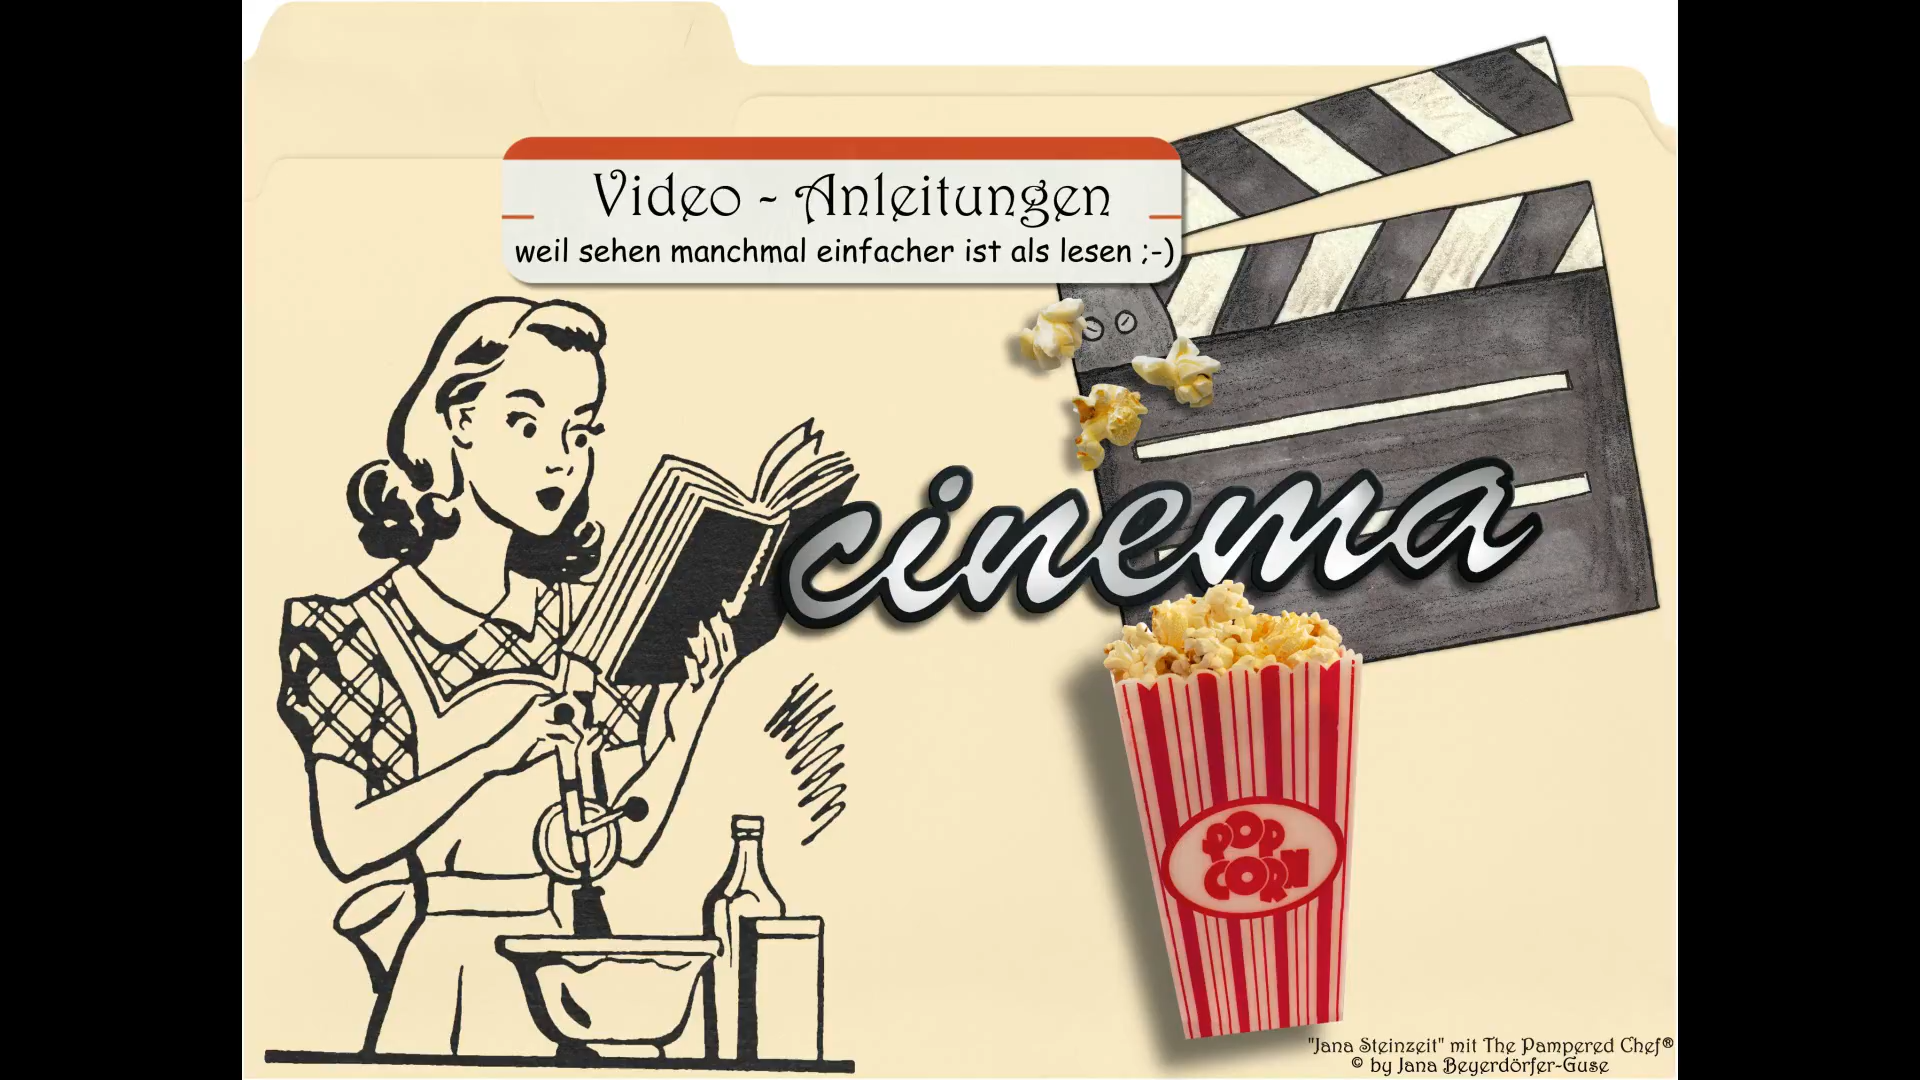 Video - Anleitungen
weil sehen manchmal einfacher ist als lesen ;-)
cinema
POP
CORN
"Jana Steinzeit" mit The Pampered Chef®
© by Jana Beyerdörfer-Guse